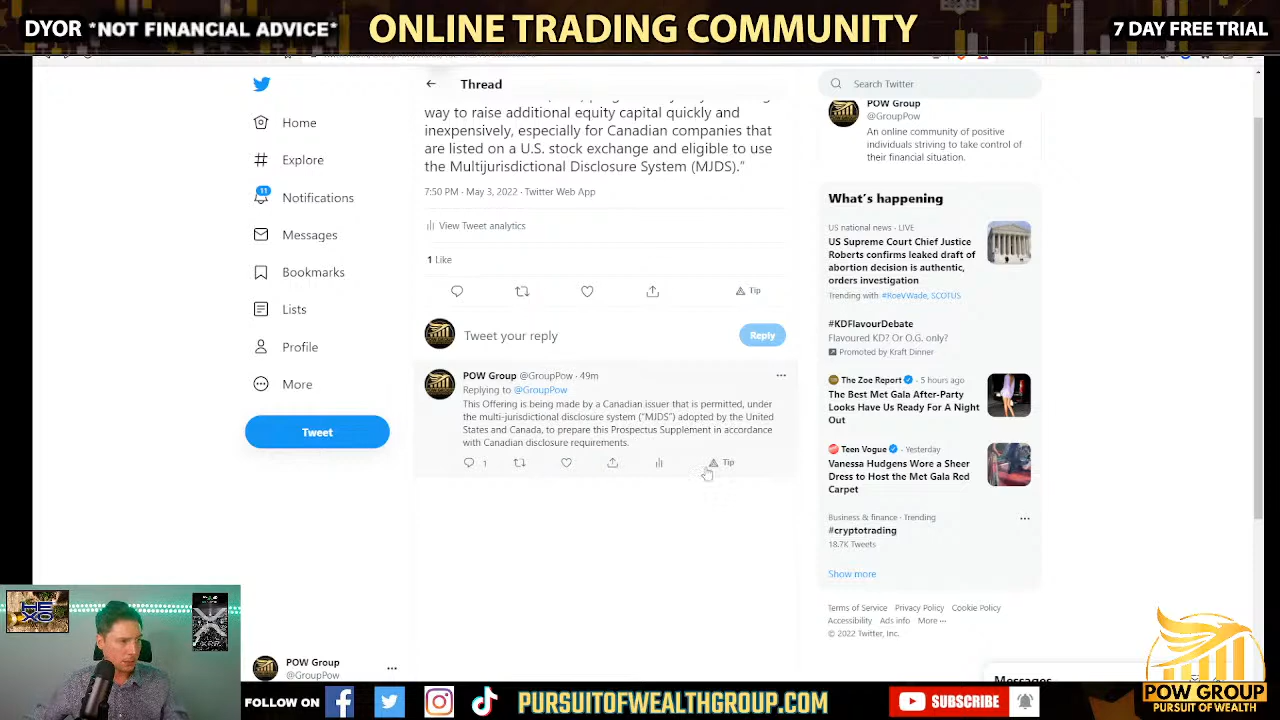 DYOR *NOT FINANCIAL ADVICE*
ONLINE TRADING COMMUNITY
7 DAY FREE TRIAL
Home
Explore
11
Notifications
Messages
Bookmarks
Lists
Profile
More
Tweet
POW Group
@GroupPow
Thread
way to raise additional equity capital quickly and
inexpensively, especially for Canadian companies that
are listed on a U.S. stock exchange and eligible to use
the Multijurisdictional Disclosure System (MJDS)."
7:50 PM · May 3, 2022 · Twitter Web App
View Tweet analytics
1 Like
Tip
Tweet your reply
Reply
POW Group @GroupPow · 49m
Replying to @GroupPow
This Offering is being made by a Canadian issuer that is permitted, under
the multi-jurisdictional disclosure system ("MJDS") adopted by the United
States and Canada, to prepare this Prospectus Supplement in accordance
with Canadian disclosure requirements.
1
Tip
Search Twitter
POW Group
@GroupPow
An online community of positive
individuals striving to take control of
their financial situation.
What's happening
US national news · LIVE
US Supreme Court Chief Justice
Roberts confirms leaked draft of
abortion decision is authentic,
orders investigation
Trending with #RoeVWade, SCOTUS
#KDFlavourDebate
Flavoured KD? Or O.G. only?
Promoted by Kraft Dinner
The Zoe Report · 5 hours ago
The Best Met Gala After-Party
Looks Have Us Ready For A Night
Out
Teen Vogue · Yesterday
Vanessa Hudgens Wore a Sheer
Dress to Host the Met Gala Red
Carpet
Business & finance · Trending
#cryptotrading
18.7K Tweets
Show more
Terms of Service Privacy Policy Cookie Policy
Accessibility Ads info More ···
© 2022 Twitter, Inc.
Messages
HEXO
FOLLOW ON
PURSUITOFWEALTHGROUP.COM
SUBSCRIBE
POW GROUP
PURSUIT OF WEALTH